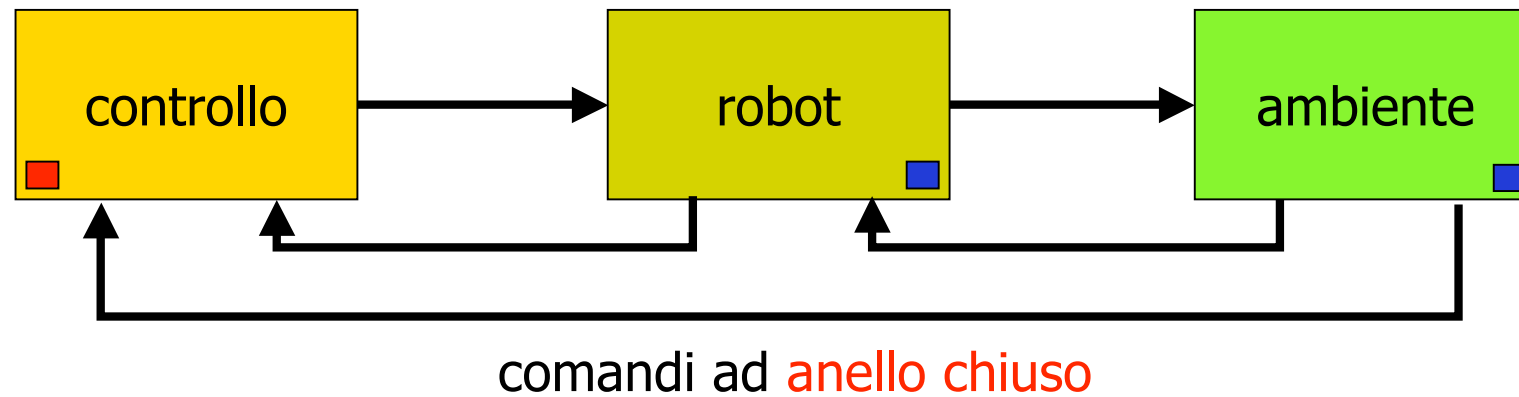 controllo
robot
ambiente
comandi ad anello chiuso